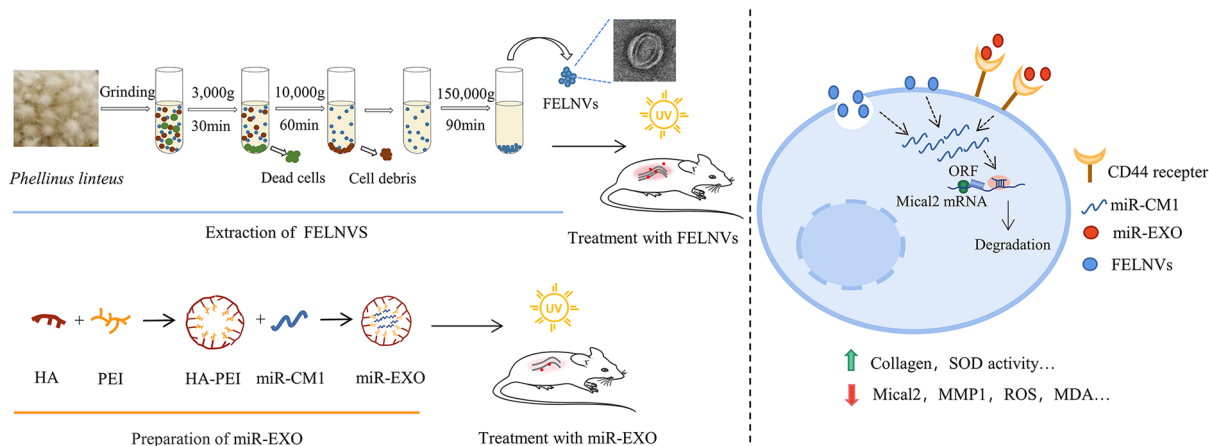 Grinding
3,000g
30min
10,000g
60min
150,000g
90min
FELNVs
UV
Phellinus linteus
Dead cells
Cell debris
Extraction of FELNVS
Treatment with FELNVs
HA
+
PEI
HA-PEI
+
miR-CM1
miR-EXO
UV
Preparation of miR-EXO
Treatment with miR-EXO
ORF
Mical2 mRNA
Degradation
CD44 recepter
miR-CM1
miR-EXO
FELNVs
Collagen, SOD activity…
Mical2, MMP1, ROS, MDA…